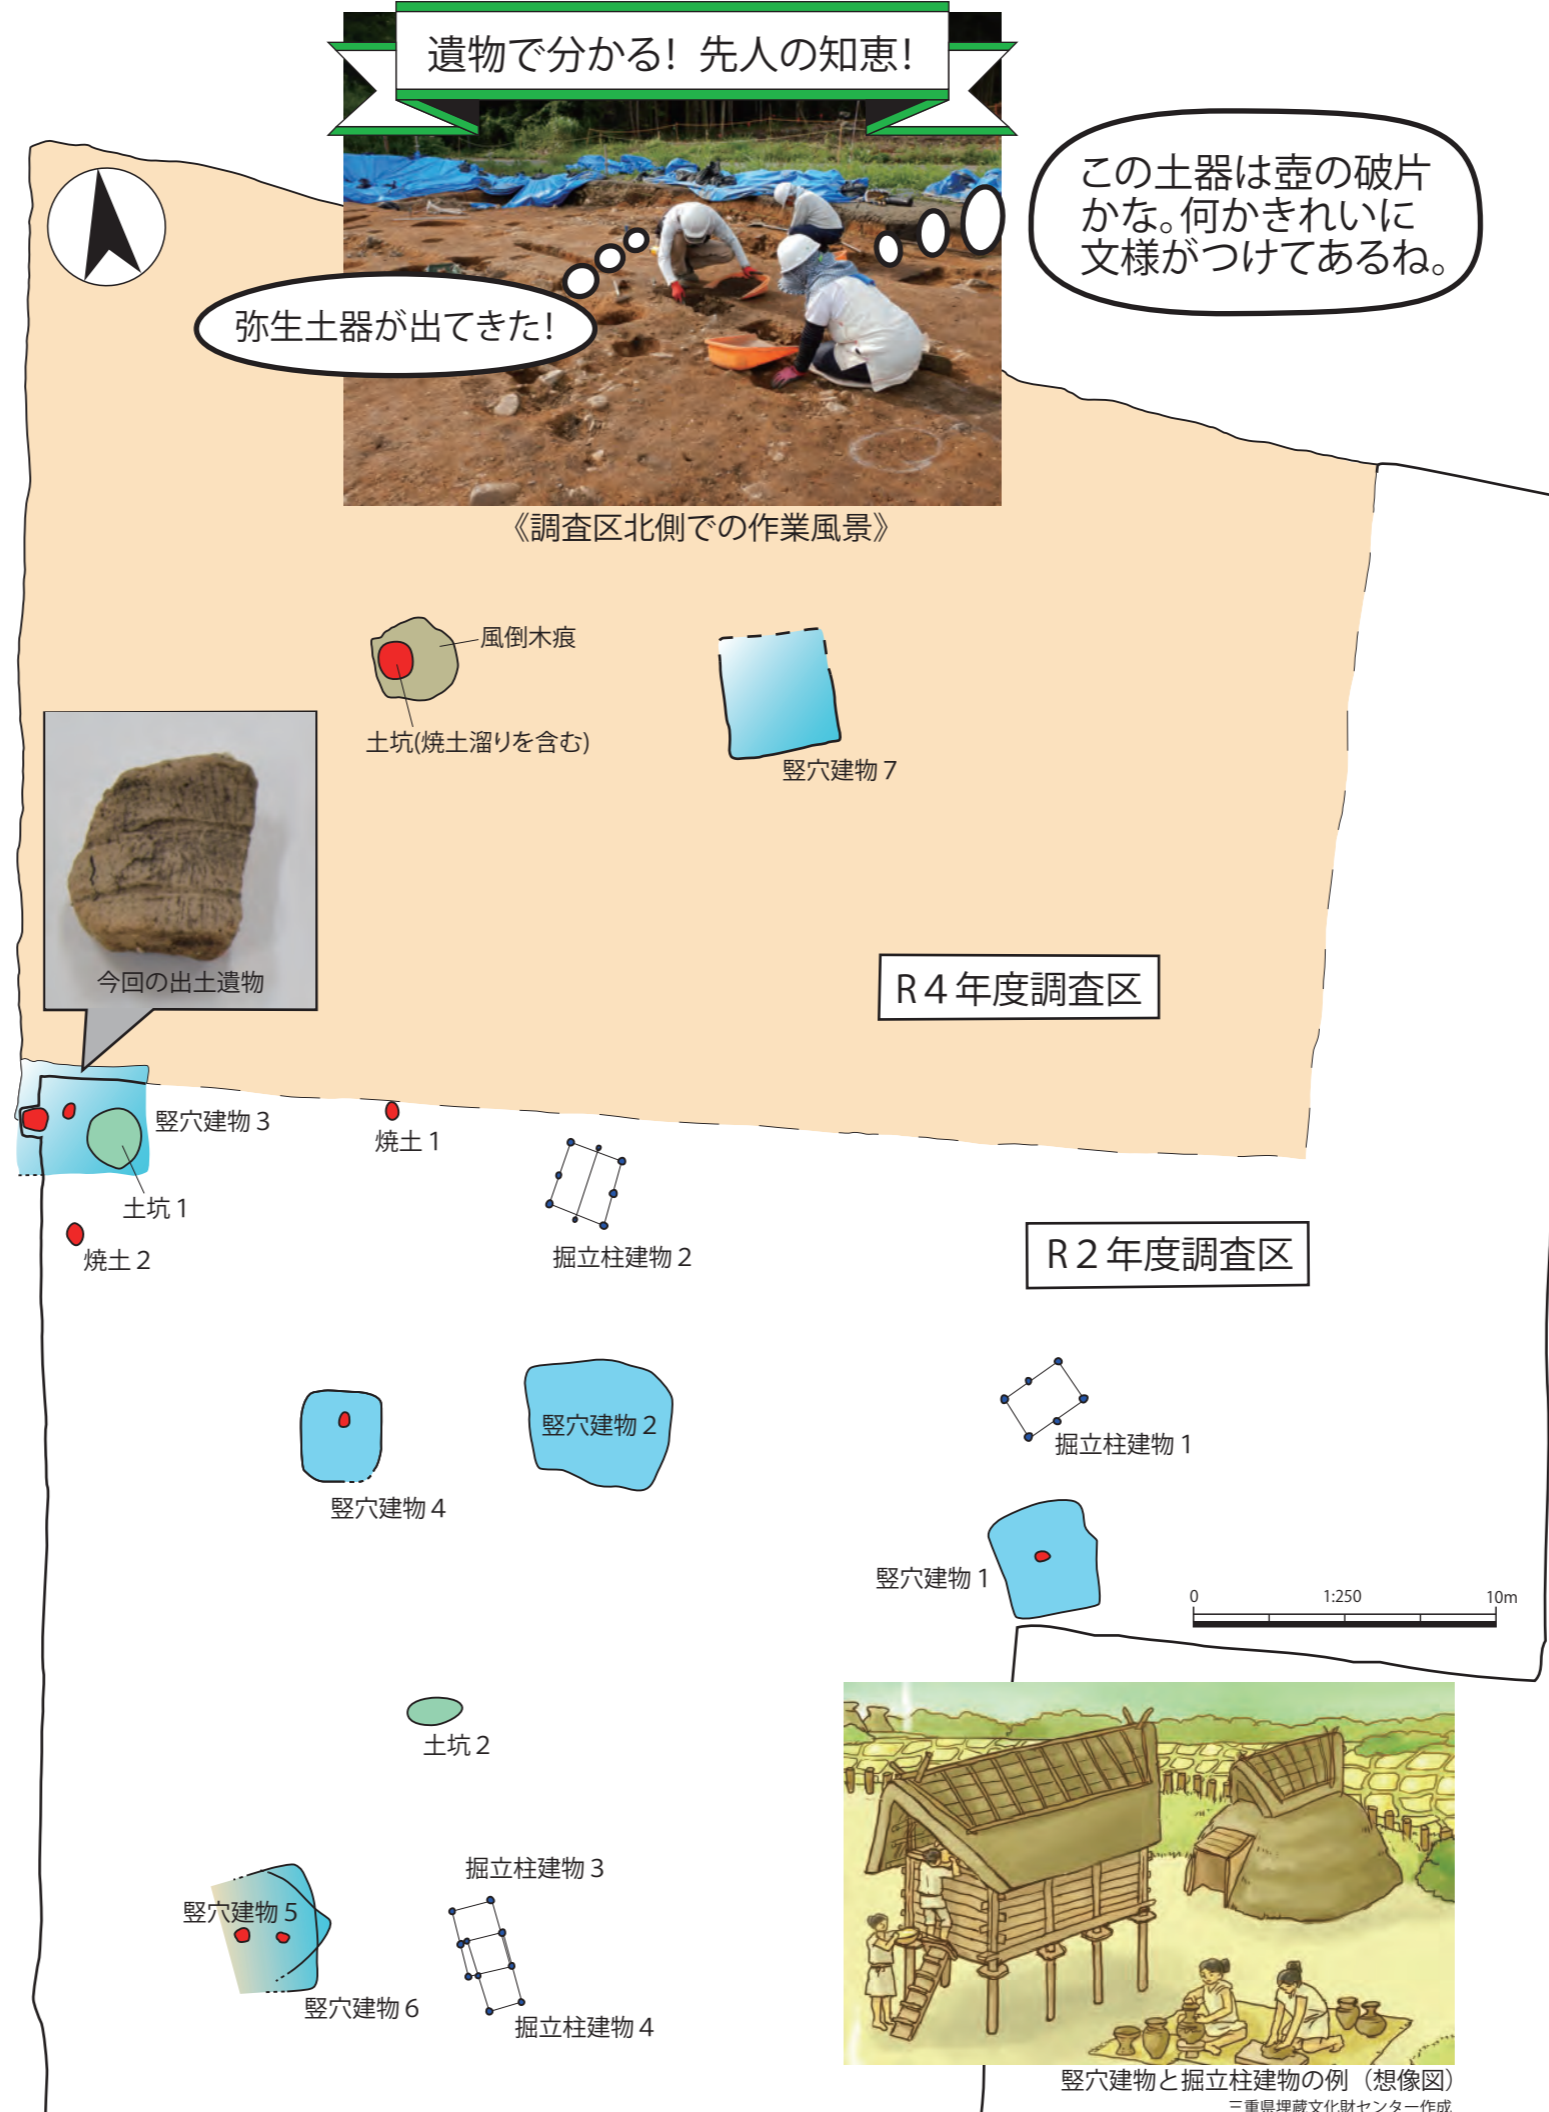 遺物で分かる！先人の知恵！
この土器は壺の破片
かな。何かきれいに
文様がつけてあるね。
弥生土器が出てきた！
《調査区北側での作業風景》
風倒木痕
土坑(焼土溜りを含む)
竪穴建物７
今回の出土遺物
R４年度調査区
竪穴建物３
焼土１
土坑１
焼土２
掘立柱建物２
R２年度調査区
竪穴建物２
掘立柱建物１
竪穴建物４
竪穴建物１
0 1:250 10m
土坑２
掘立柱建物３
竪穴建物５
竪穴建物６
掘立柱建物４
竪穴建物と掘立柱建物の例（想像図）
三重県埋蔵文化財センター作成